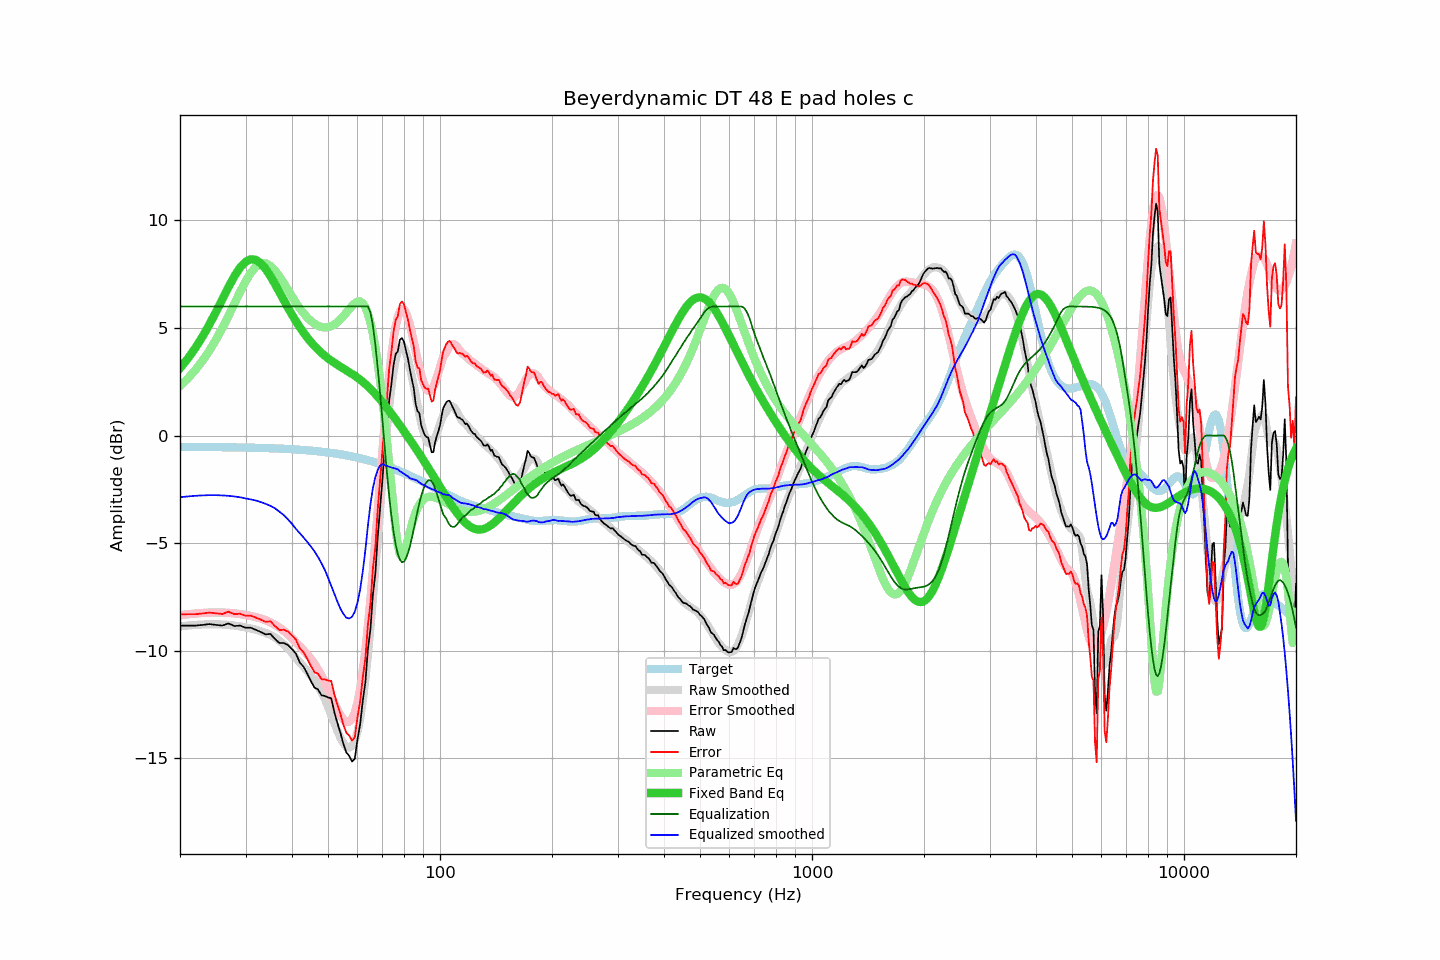 Beyerdynamic DT 48 E pad holes c
Amplitude (dBr)
10
5
0
−5
−10
−15
Target
Raw Smoothed
Error Smoothed
Raw
Error
Parametric Eq
Fixed Band Eq
Equalization
Equalized smoothed
100
1000
10000
Frequency (Hz)